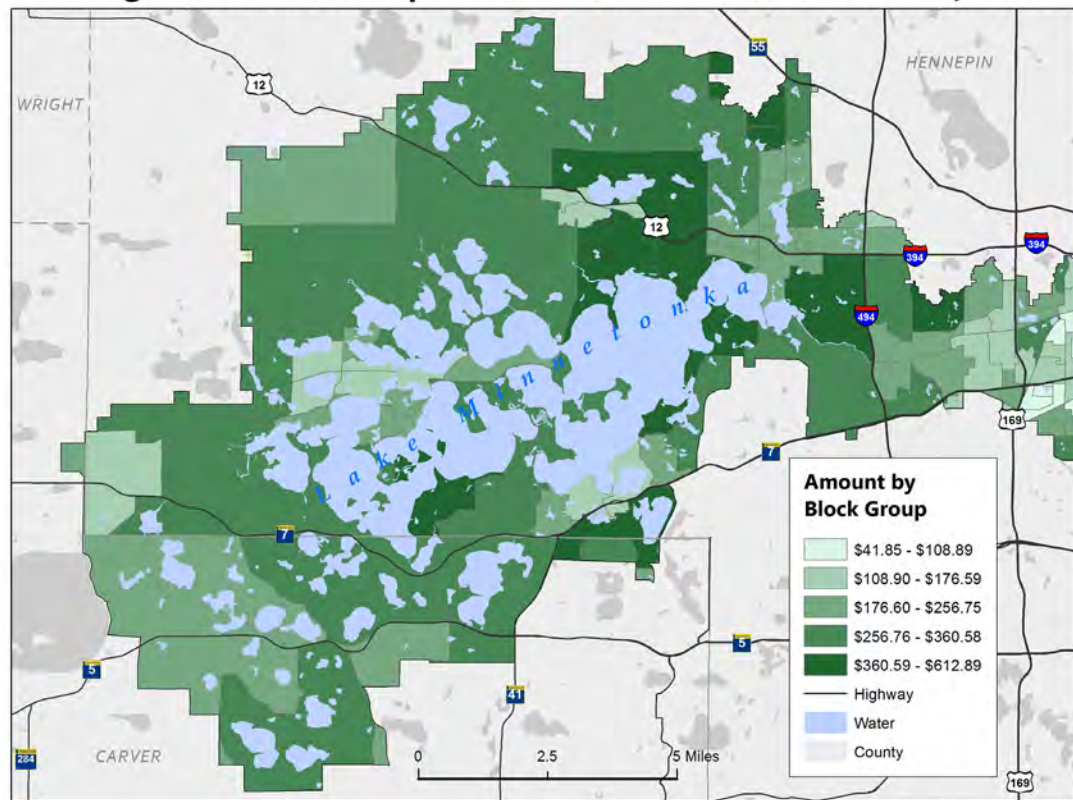 55
HENNEPIN
12
WRIGHT
12
394
394
494
Lake Minnetonka
169
7
7
5
5
41
284
CARVER
0 2.5 5 Miles
Amount by
Block Group
$41.85 - $108.89
$108.90 - $176.59
$176.60 - $256.75
$256.76 - $360.58
$360.59 - $612.89
Highway
Water
County
169